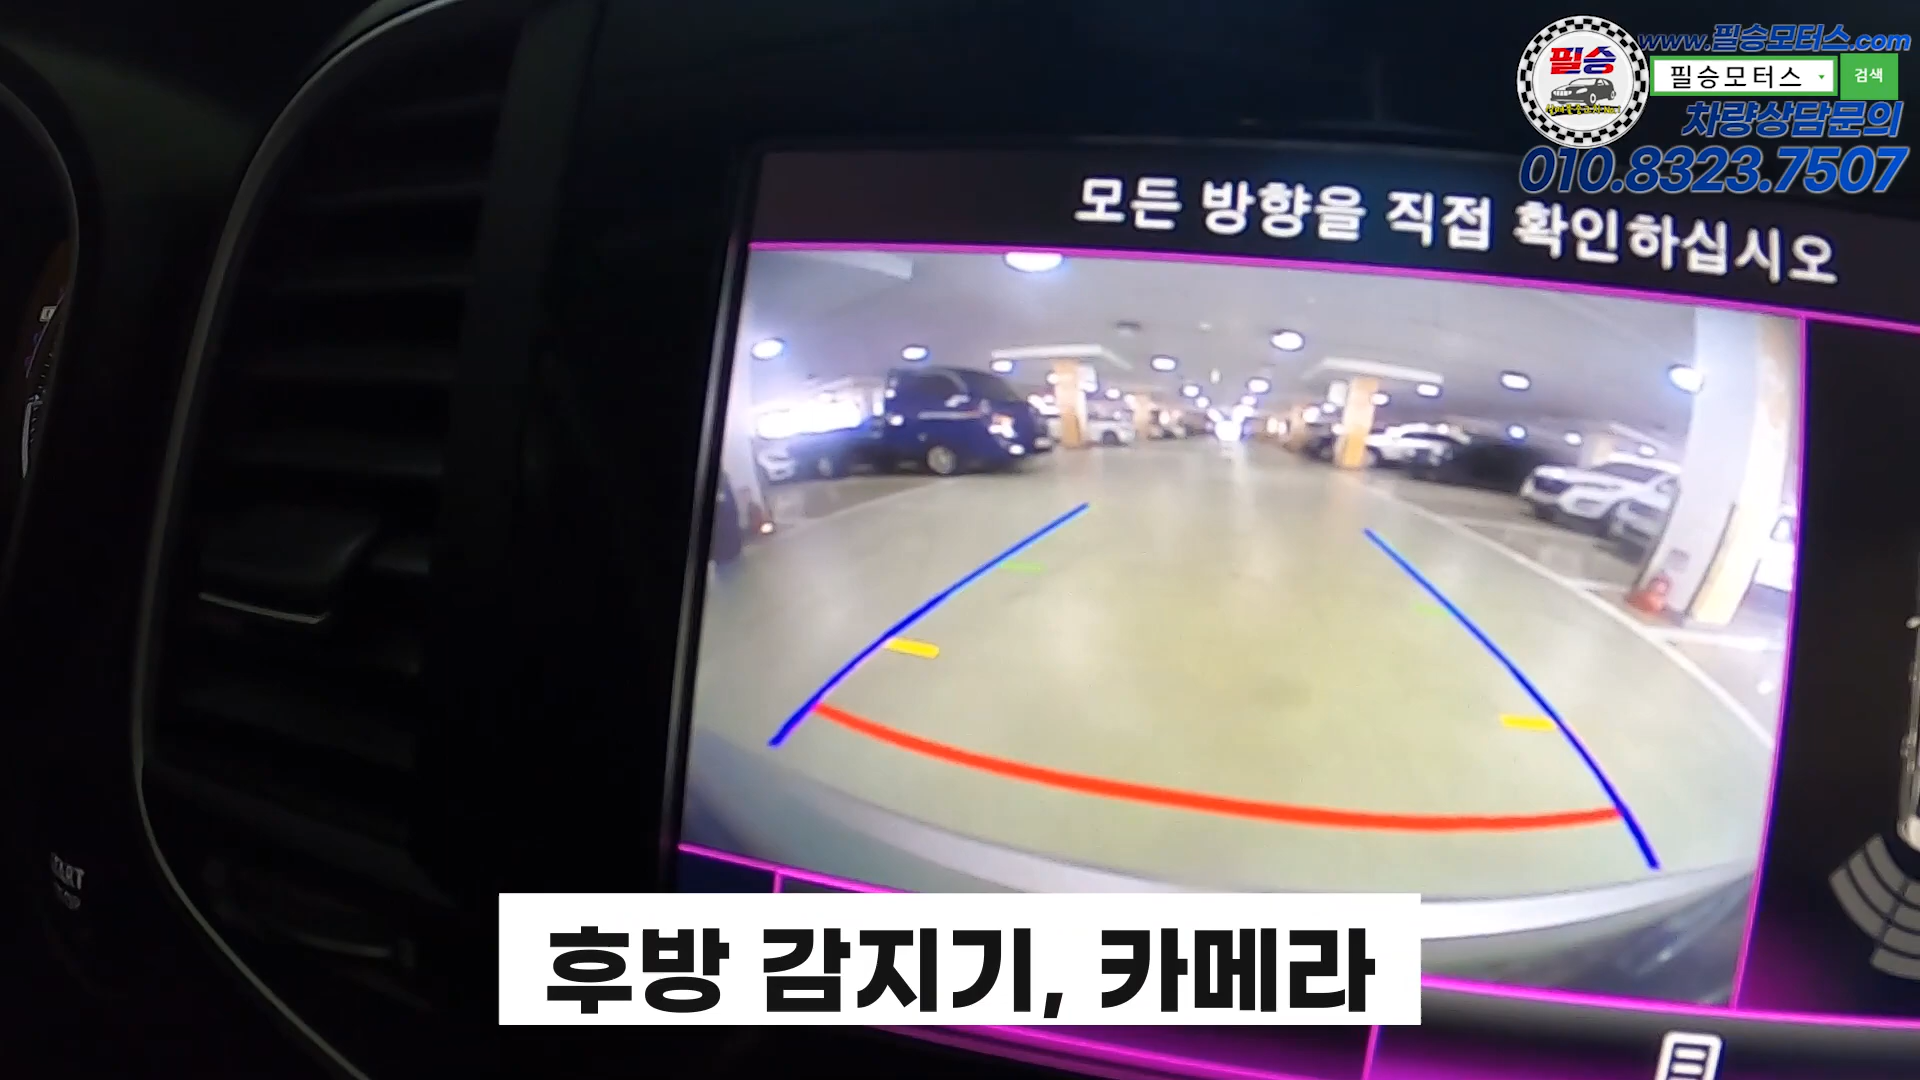 www.필승모터스.com
필승
필승모터스
검색
차량상담문의
010.8323.7507
모든 방향을 직접 확인하십시오
START
후방 감지기, 카메라